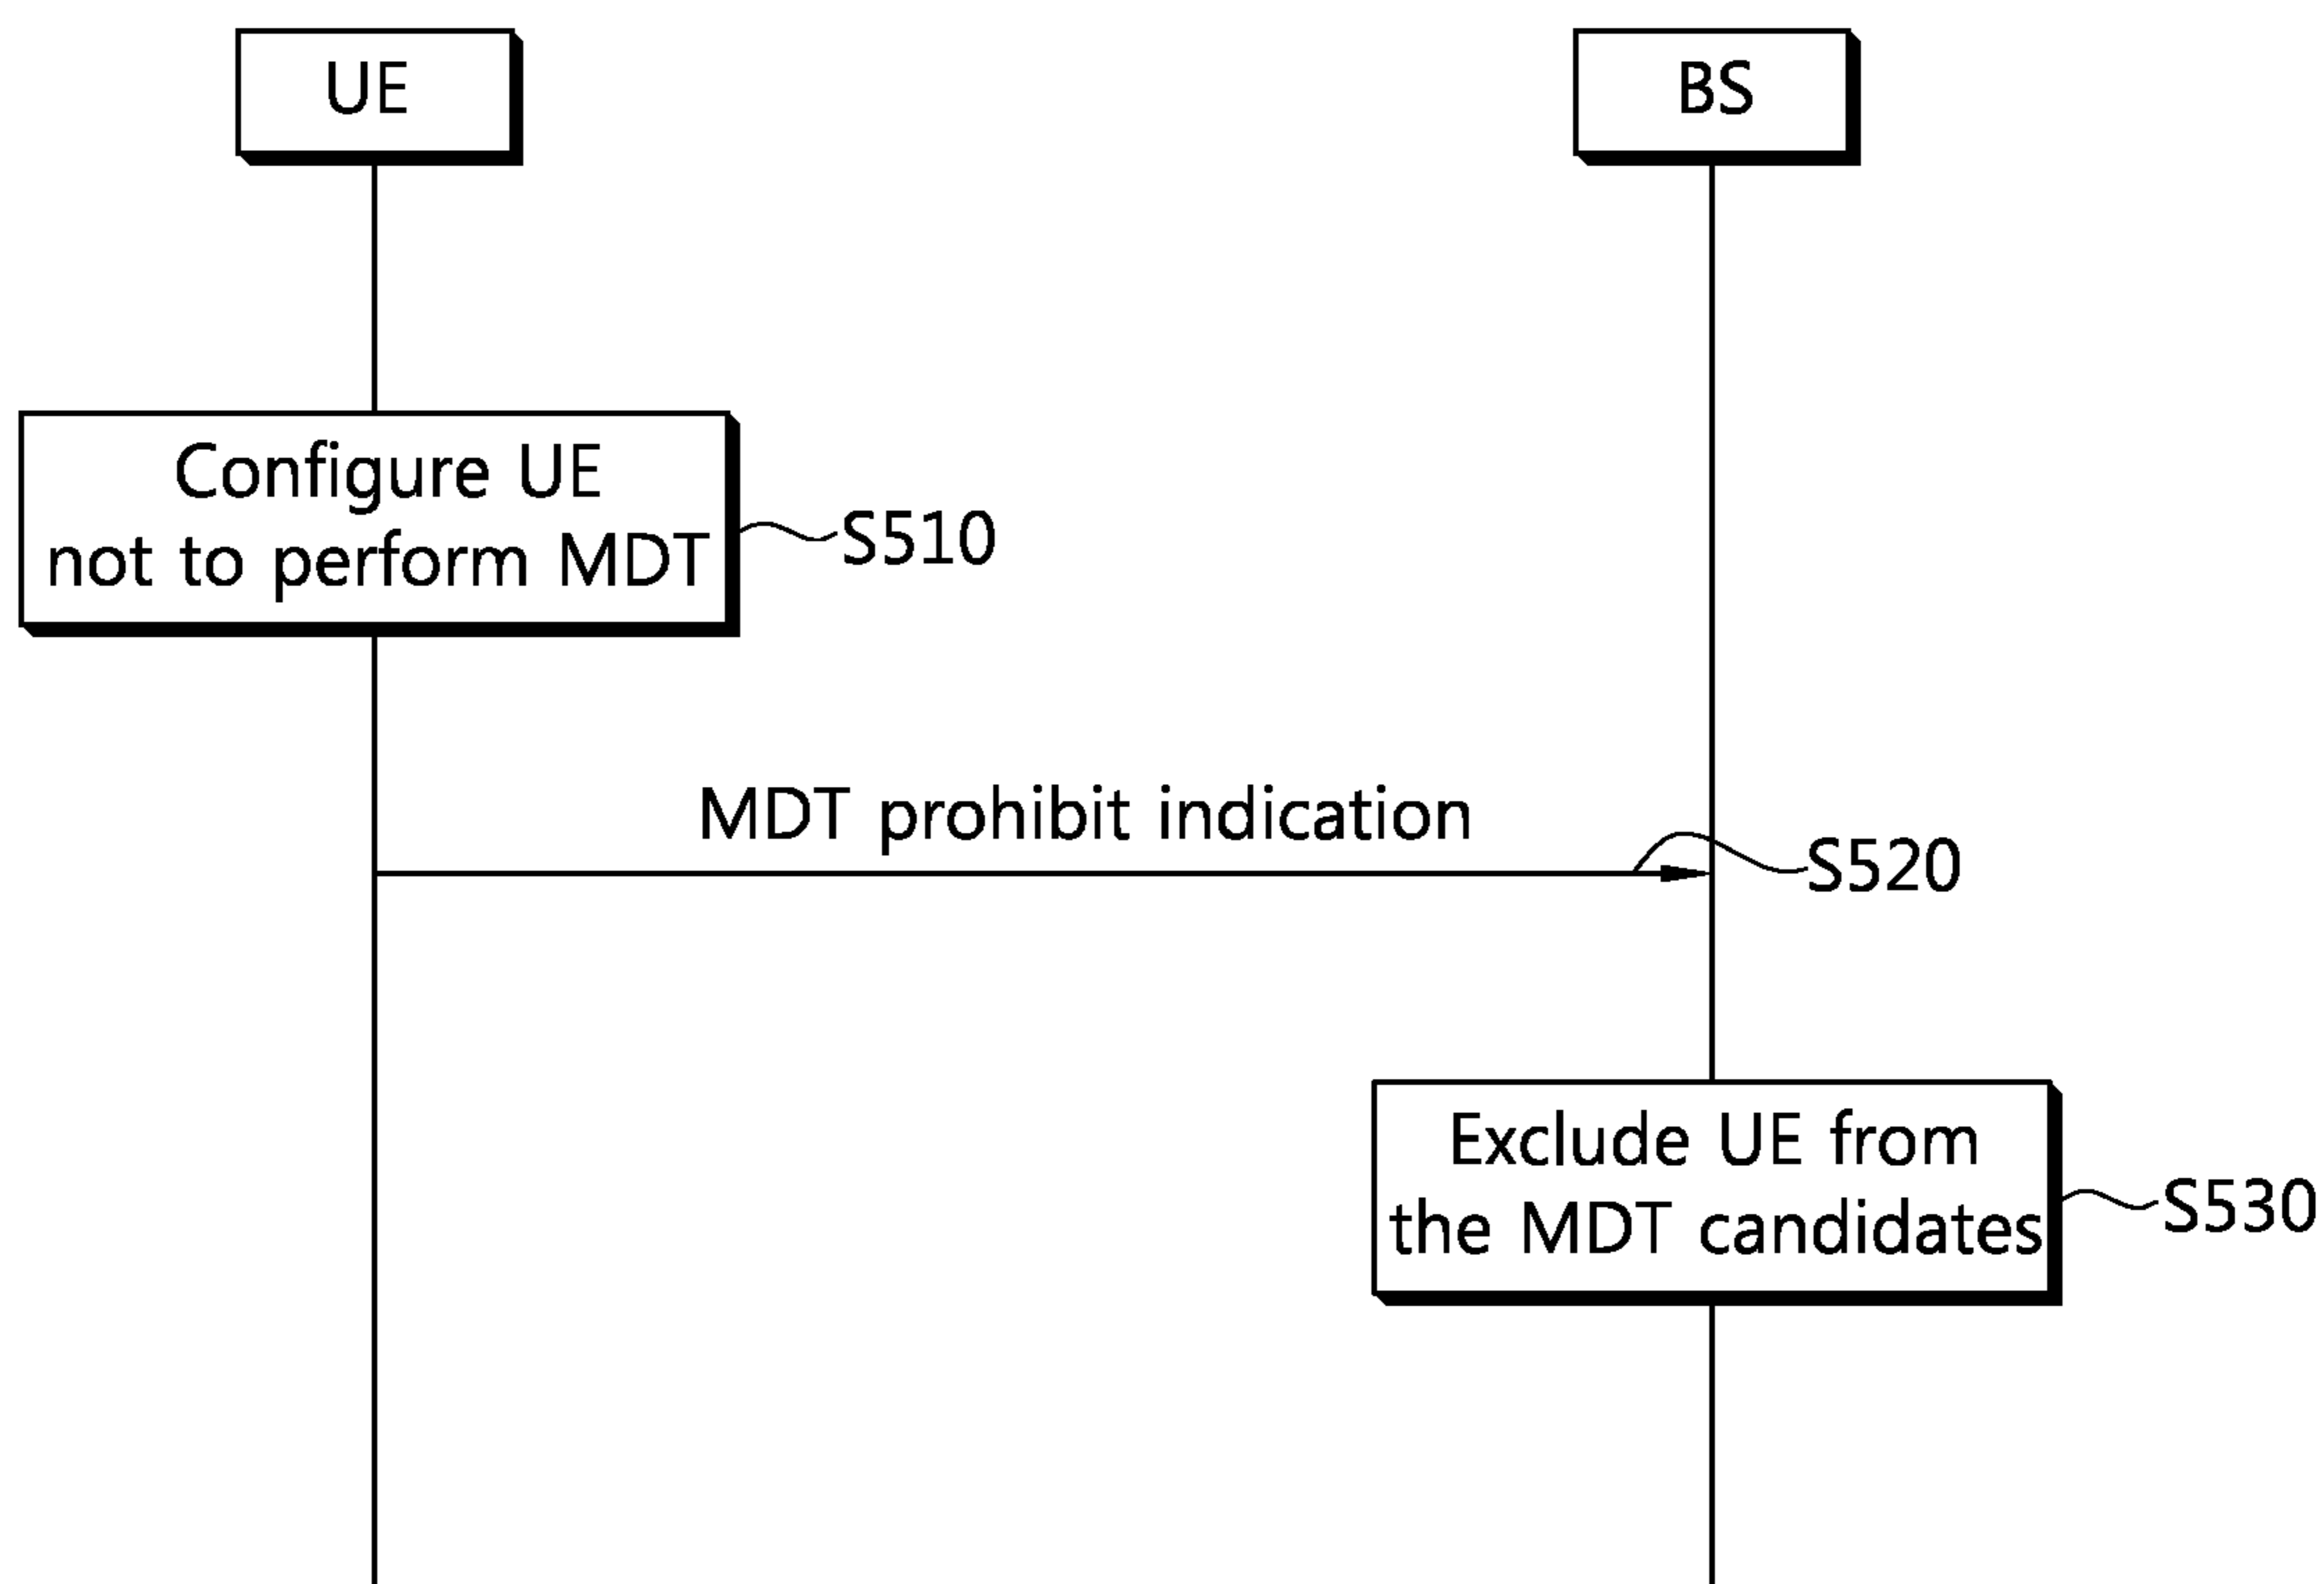 UE
BS
Configure UE
not to perform MDT
S510
MDT prohibit indication
S520
Exclude UE from
the MDT candidates
S530